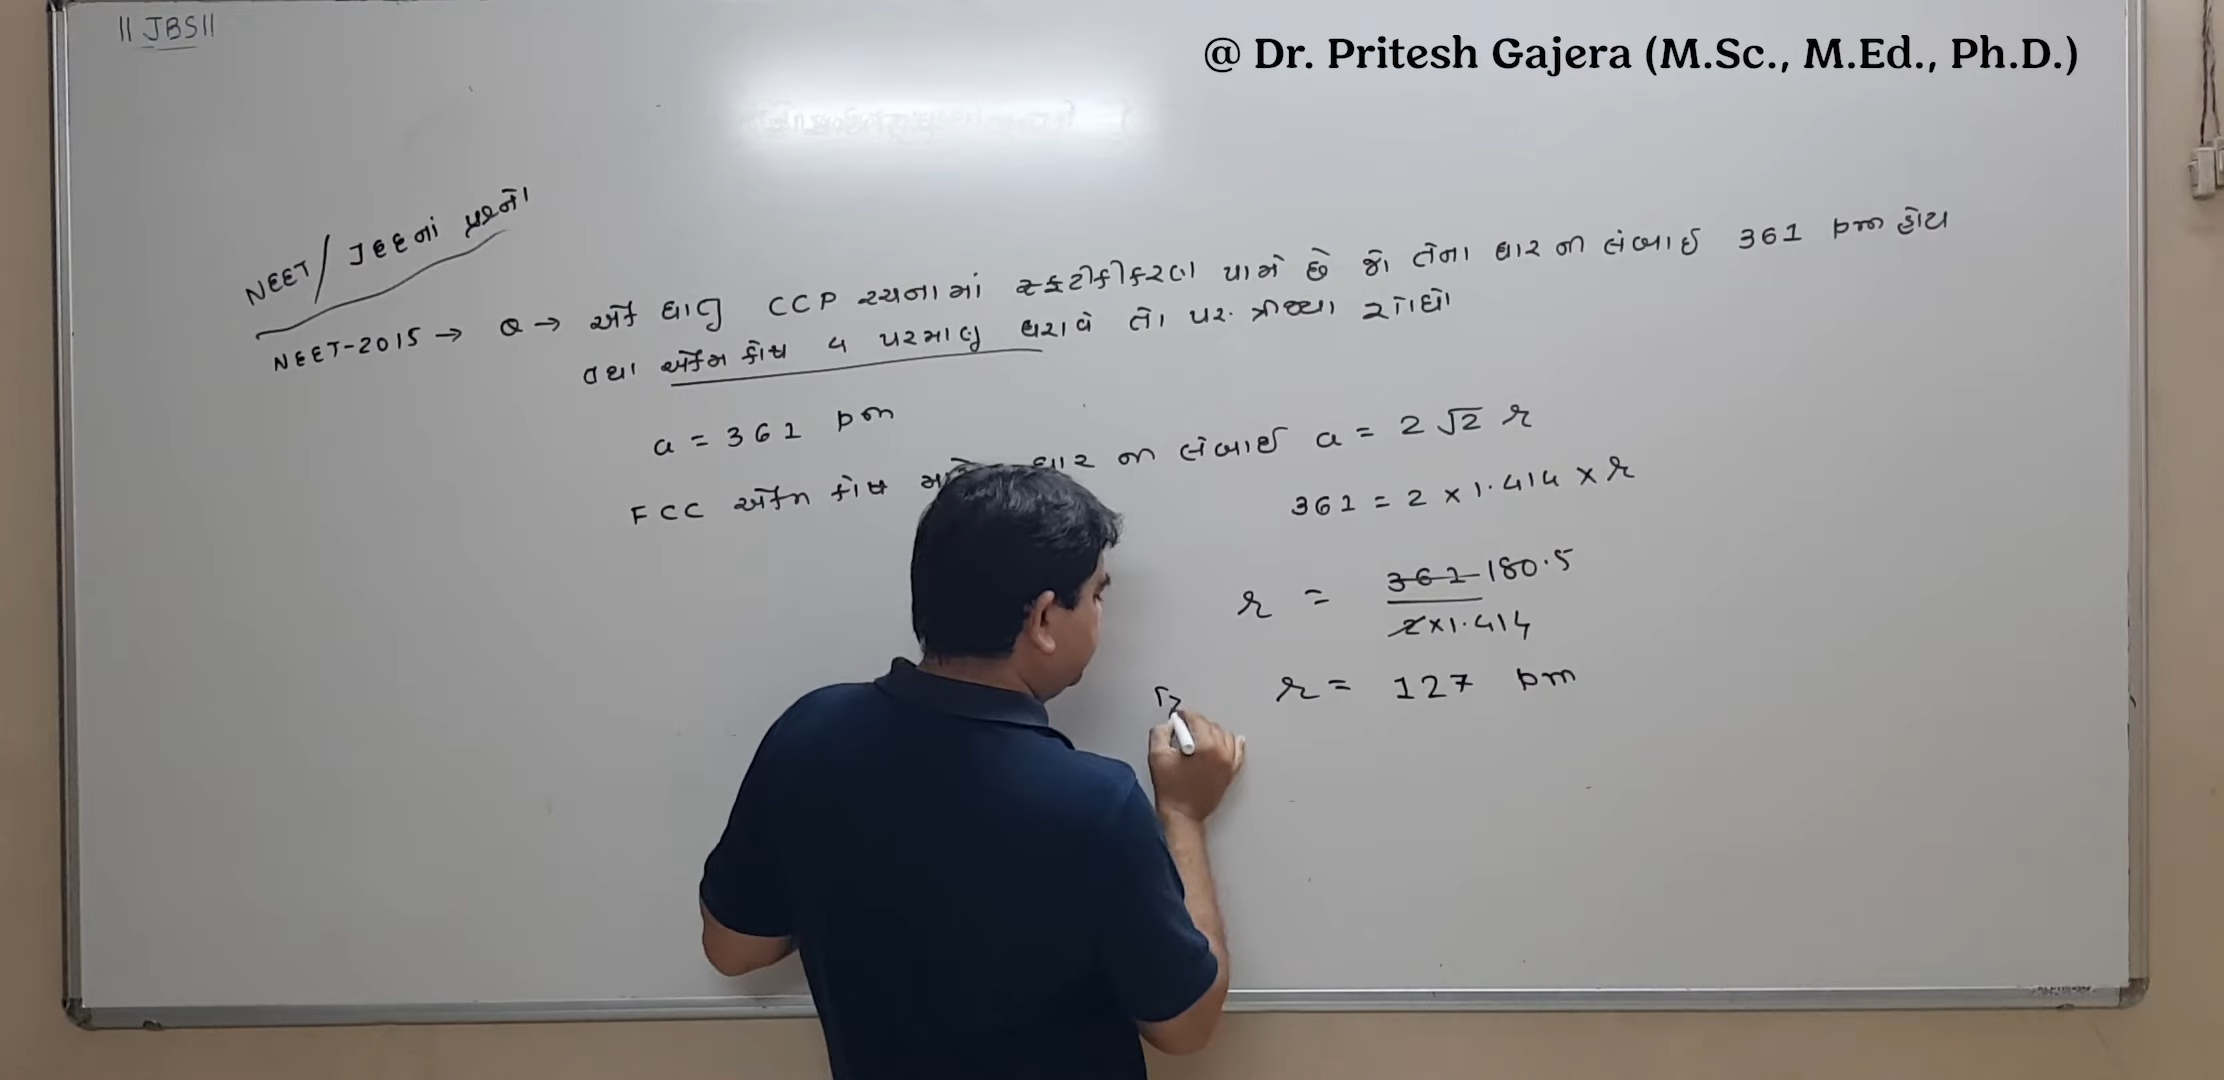 || JBS ||
@ Dr. Pritesh Gajera (M.Sc., M.Ed., Ph.D.)
NEET / JEEનાં પ્રશ્નો
NEET-2015 → Q → એક ધાતુ CCP રચનામાં સ્ફટીકીકરણ પામે છે જો તેના ધાર ની લંબાઈ 361 pm હોય
તથા એકમ કોષ 4 પરમાણુ ધરાવે તો પર. ત્રીજ્યા શોધો
a = 361 pm
FCC એકમ કોષ ધાર ની લંબાઈ a = 2√2 r
361 = 2 × 1.414 × r
r = 361 180.5
2×1.414
r = 127 pm